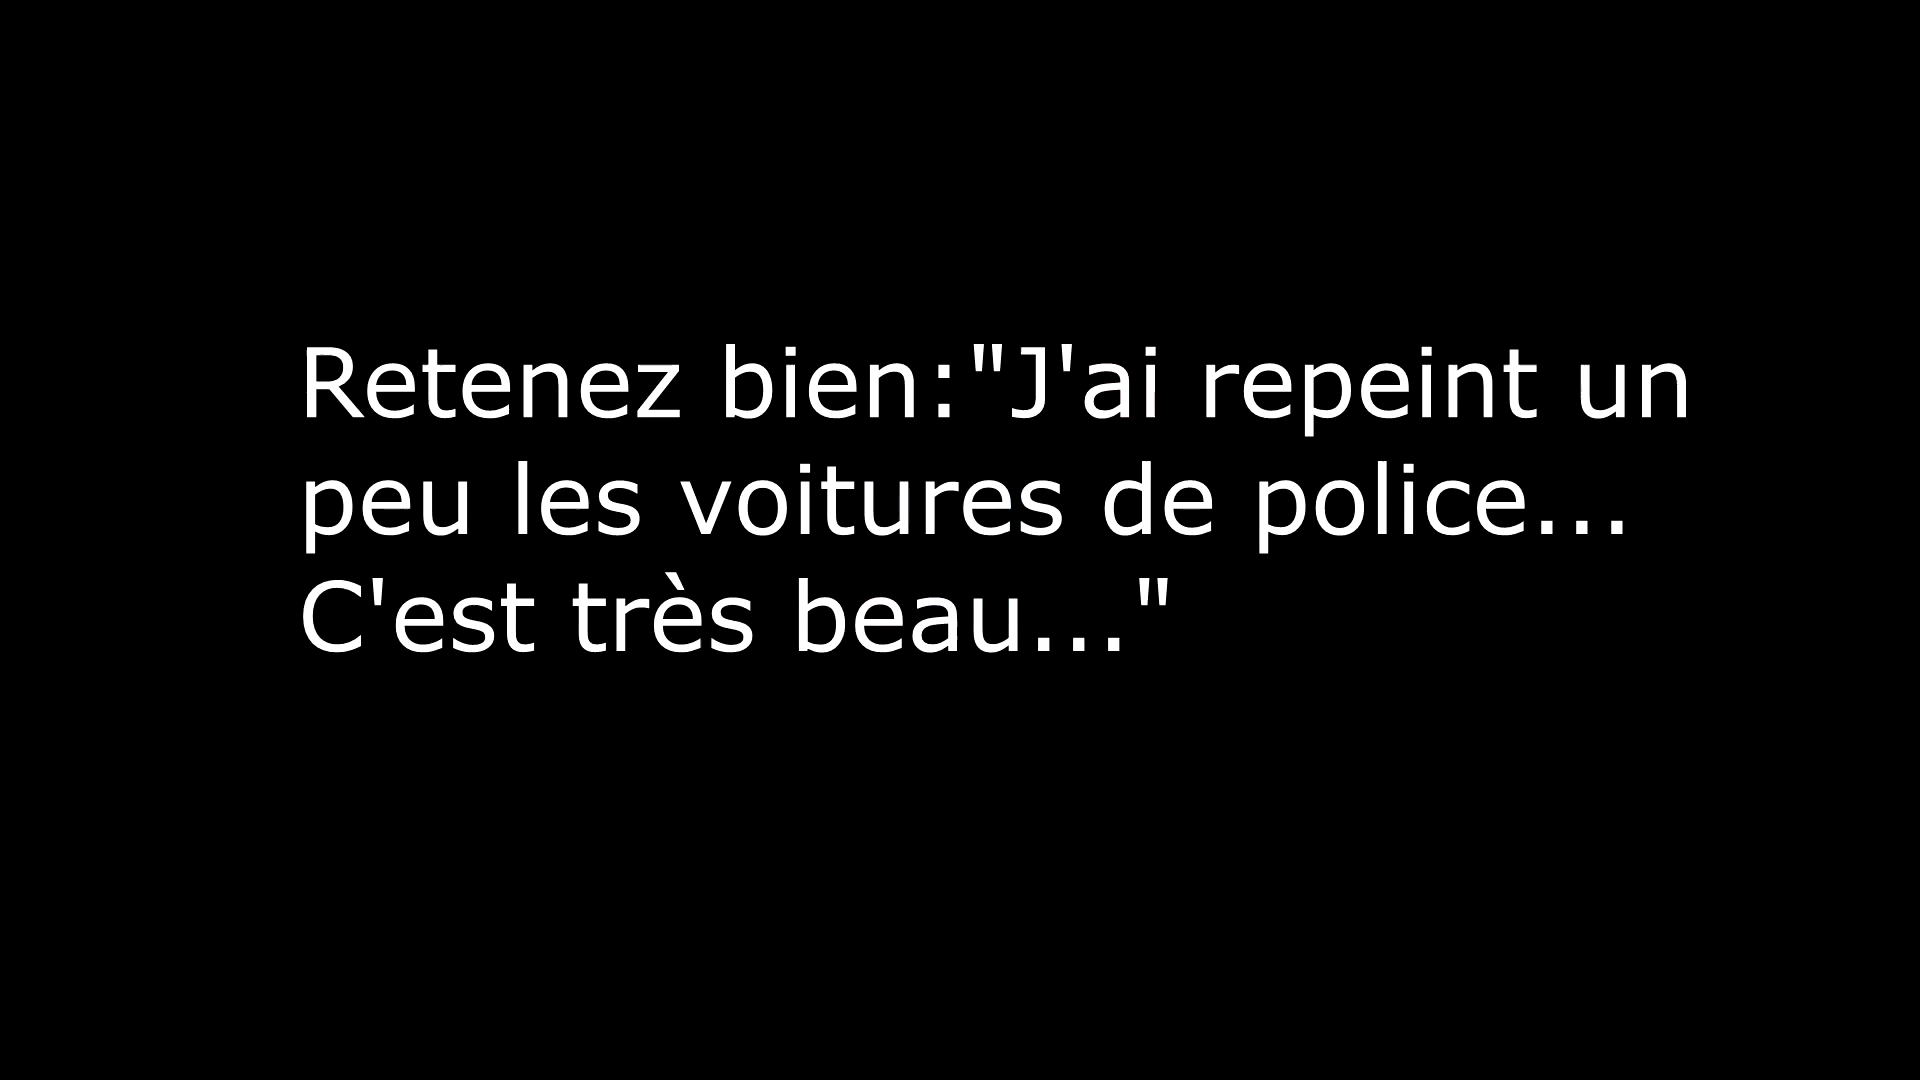 Retenez bien:"J'ai repeint un
peu les voitures de police...
C'est très beau..."